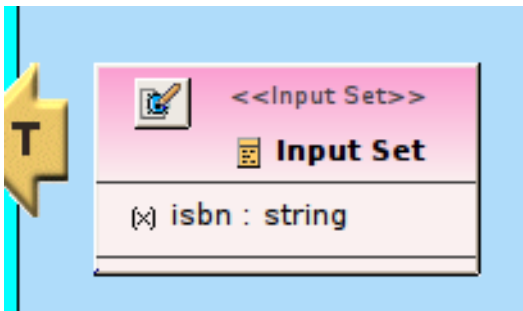 T
<<Input Set>>
Input Set
(x) isbn : string